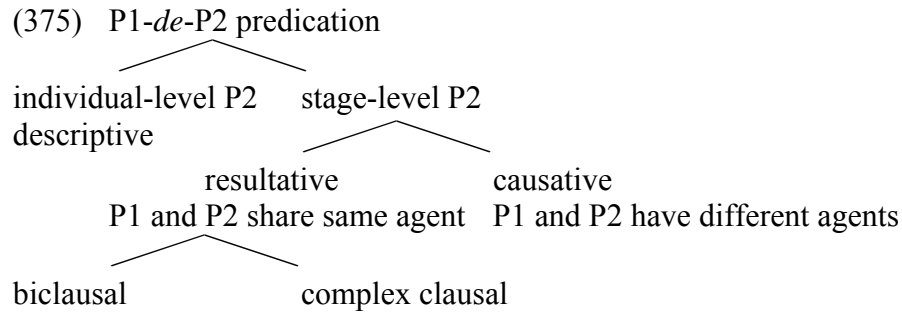 (375) P1-de-P2 predication
individual-level P2 stage-level P2
descriptive
resultative causative
P1 and P2 share same agent P1 and P2 have different agents
biclausal complex clausal